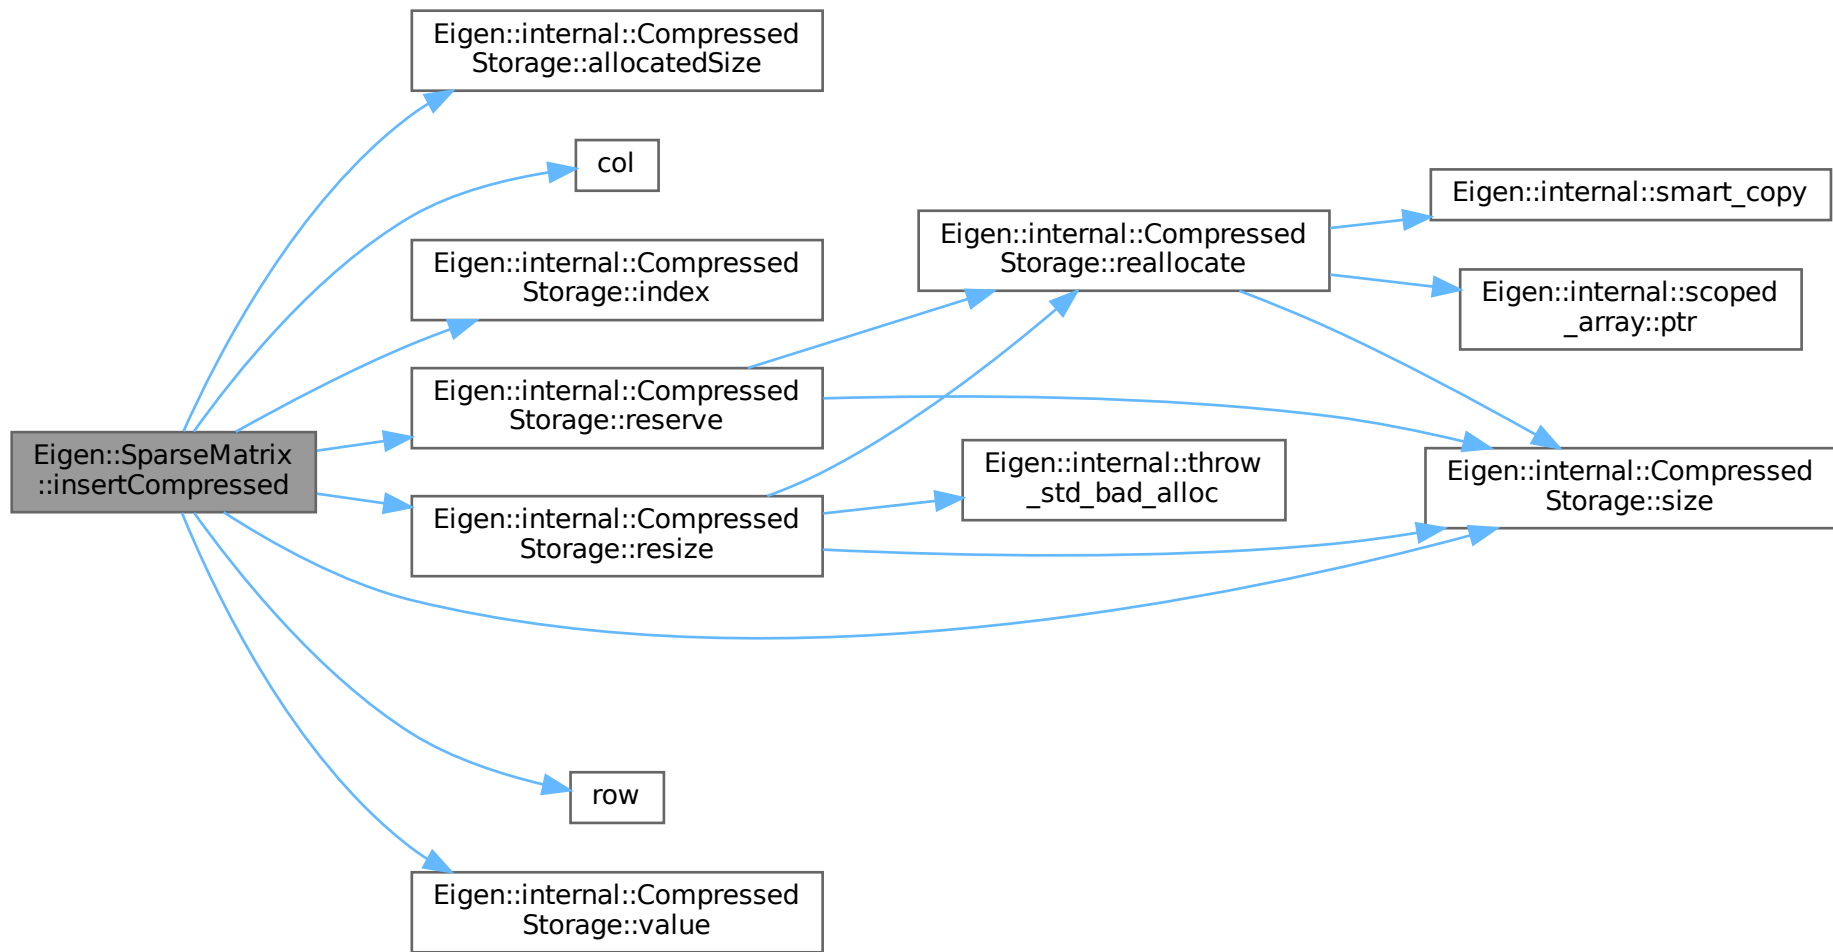 Eigen::SparseMatrix
::insertCompressed
Eigen::internal::Compressed
Storage::allocatedSize
col
Eigen::internal::Compressed
Storage::index
Eigen::internal::Compressed
Storage::reserve
Eigen::internal::Compressed
Storage::resize
row
Eigen::internal::Compressed
Storage::value
Eigen::internal::Compressed
Storage::reallocate
Eigen::internal::throw
_std_bad_alloc
Eigen::internal::smart_copy
Eigen::internal::scoped
_array::ptr
Eigen::internal::Compressed
Storage::size